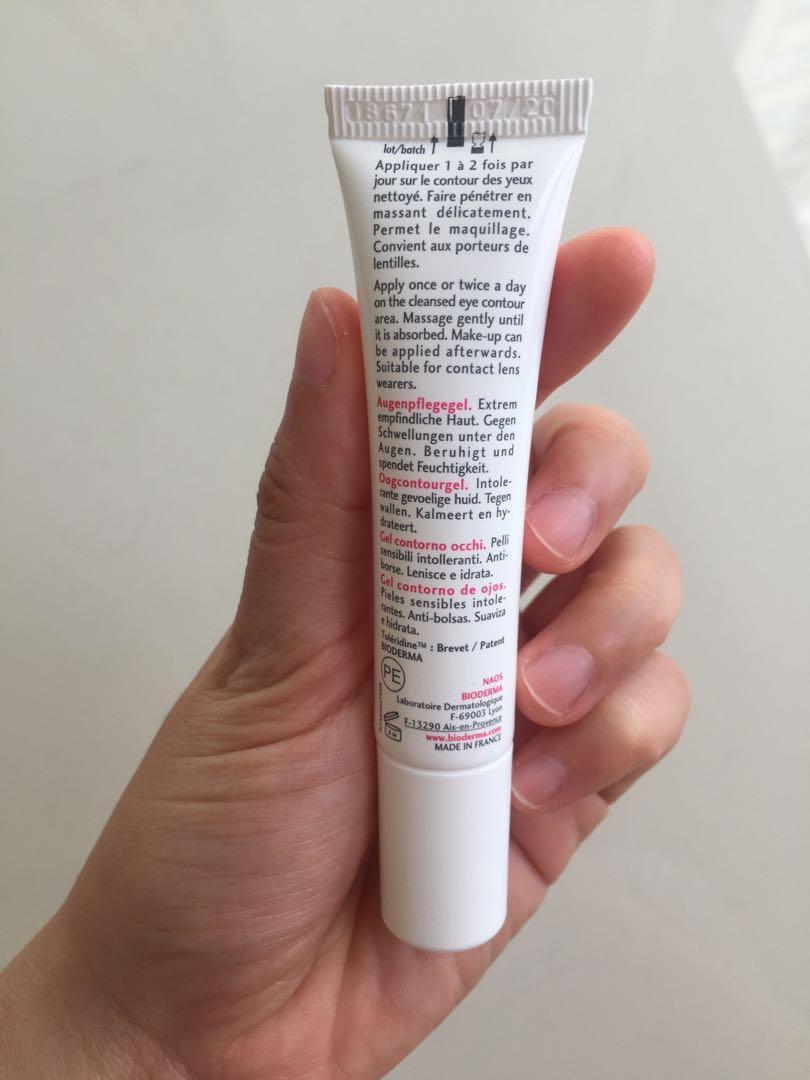 18671 07/20
lot/batch
Appliquer 1 à 2 fois par
jour sur le contour des yeux
nettoyé. Faire pénétrer en
massant délicatement.
Permet le maquillage.
Convient aux porteurs de
lentilles.
Apply once or twice a day
on the cleansed eye contour
area. Massage gently until
it is absorbed. Make-up can
be applied afterwards.
Suitable for contact lens
wearers.
Augenpflegegel. Extrem
empfindliche Haut. Gegen
Schwellungen unter den
Augen. Beruhigt und
spendet Feuchtigkeit.
Oogcontourgel. Intole-
rante gevoelige huid. Tegen
wallen. Kalmeert en hy-
drateert.
Gel contorno occhi. Pelli
sensibili intolleranti. Anti-
borse. Lenisce e idrata.
Gel contorno de ojos.
Pieles sensibles intole-
rantes. Anti-bolsas. Suaviza
e hidrata.
Toléridine™ : Brevet / Patent
BIODERMA
PE
NAOS
BIODERMA
Laboratoire Dermatologique
F-69003 Lyon
E-13290 Aix-en-Provence
www.bioderma.com
MADE IN FRANCE
6 M